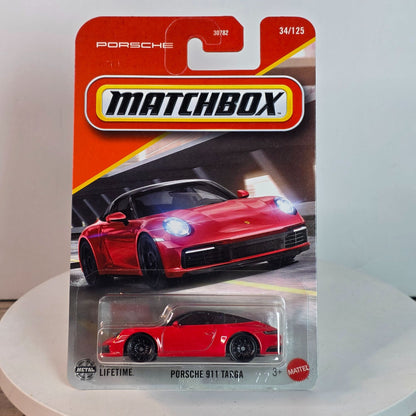 PORSCHE
30782
34/125
MATCHBOX
METAL
LIFETIME
PORSCHE 911 TARGA
3+
MATTEL